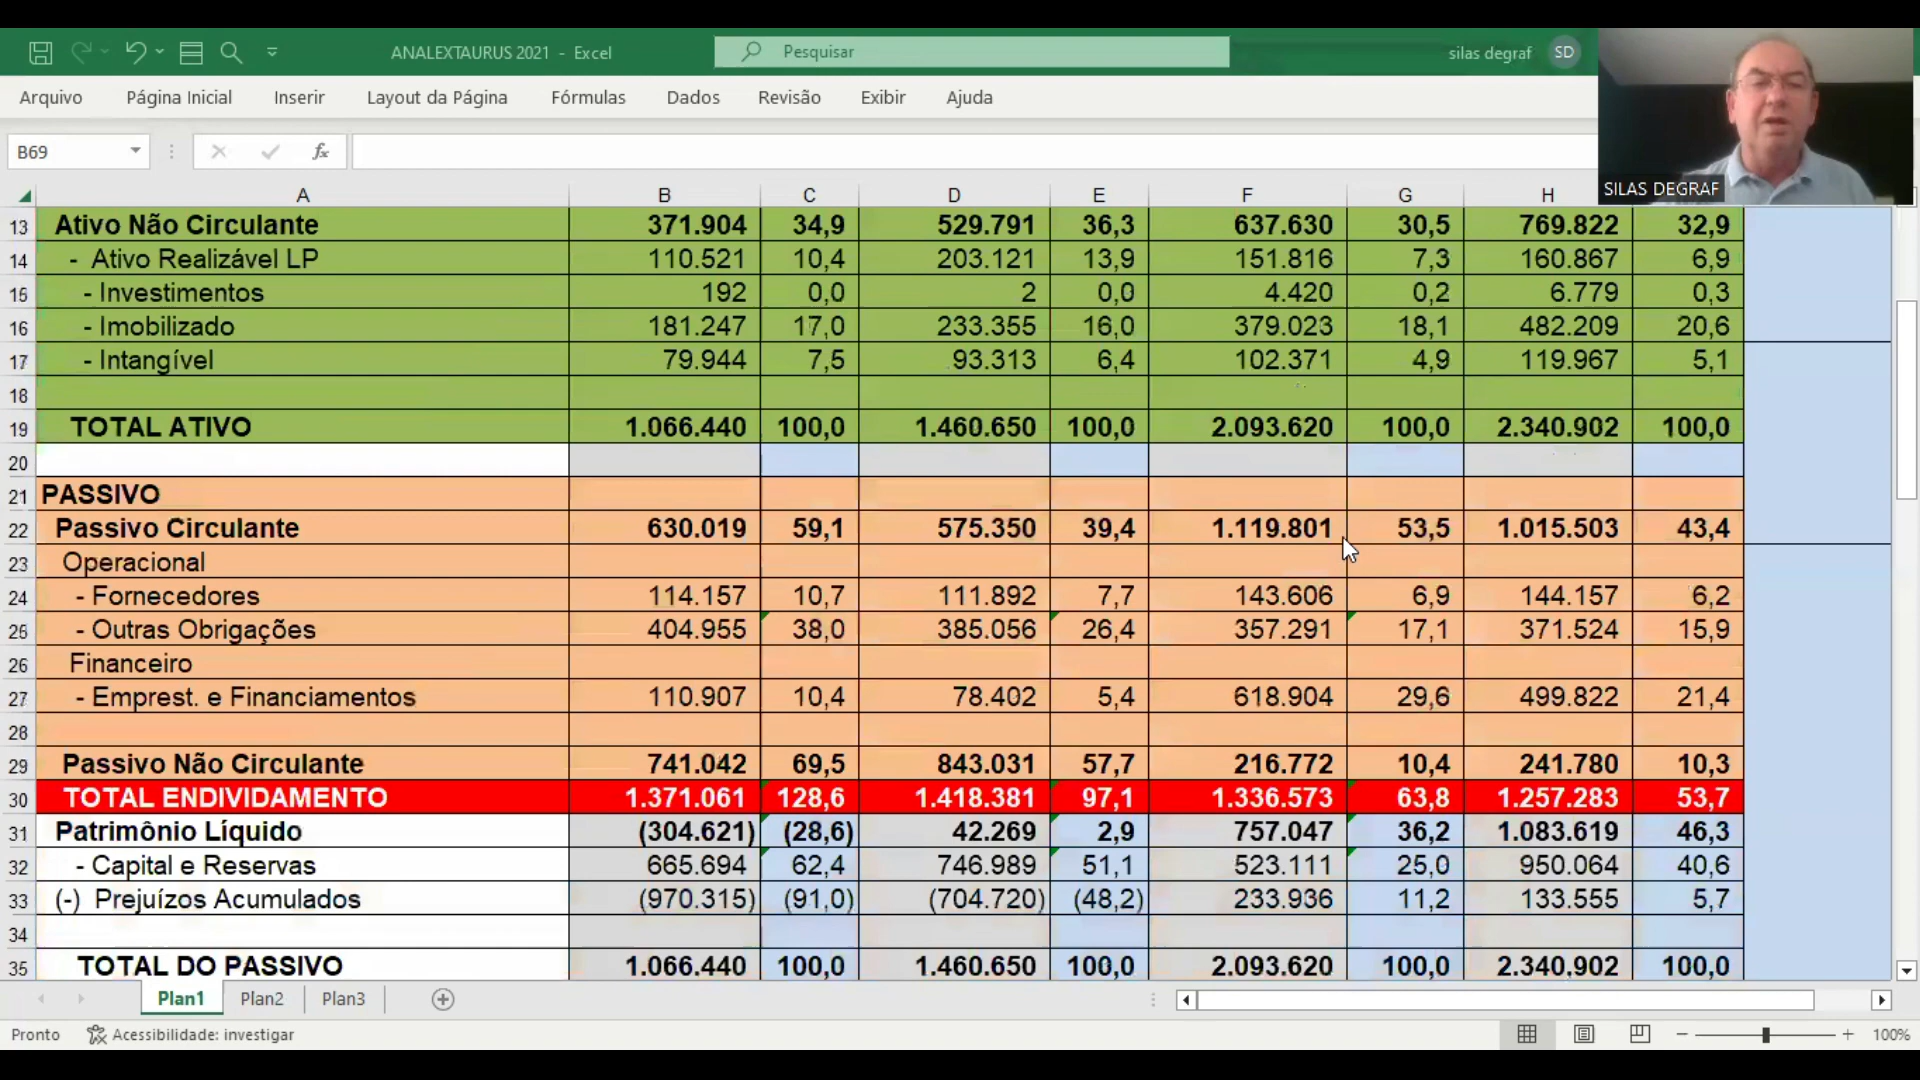 ANALEXTAURUS 2021 - Excel
Pesquisar
silas degraf SD
Arquivo Página Inicial Inserir Layout da Página Fórmulas Dados Revisão Exibir Ajuda
B69 fx
SILAS DEGRAF
A B C D E F G H
13 Ativo Não Circulante 371.904 34,9 529.791 36,3 637.630 30,5 769.822 32,9
14 - Ativo Realizável LP 110.521 10,4 203.121 13,9 151.816 7,3 160.867 6,9
15 - Investimentos 192 0,0 2 0,0 4.420 0,2 6.779 0,3
16 - Imobilizado 181.247 17,0 233.355 16,0 379.023 18,1 482.209 20,6
17 - Intangível 79.944 7,5 93.313 6,4 102.371 4,9 119.967 5,1
18
19 TOTAL ATIVO 1.066.440 100,0 1.460.650 100,0 2.093.620 100,0 2.340.902 100,0
20
21 PASSIVO
22 Passivo Circulante 630.019 59,1 575.350 39,4 1.119.801 53,5 1.015.503 43,4
23 Operacional
24 - Fornecedores 114.157 10,7 111.892 7,7 143.606 6,9 144.157 6,2
25 - Outras Obrigações 404.955 38,0 385.056 26,4 357.291 17,1 371.524 15,9
26 Financeiro
27 - Emprest. e Financiamentos 110.907 10,4 78.402 5,4 618.904 29,6 499.822 21,4
28
29 Passivo Não Circulante 741.042 69,5 843.031 57,7 216.772 10,4 241.780 10,3
30 TOTAL ENDIVIDAMENTO 1.371.061 128,6 1.418.381 97,1 1.336.573 63,8 1.257.283 53,7
31 Patrimônio Líquido (304.621) (28,6) 42.269 2,9 757.047 36,2 1.083.619 46,3
32 - Capital e Reservas 665.694 62,4 746.989 51,1 523.111 25,0 950.064 40,6
33 (-) Prejuízos Acumulados (970.315) (91,0) (704.720) (48,2) 233.936 11,2 133.555 5,7
34
35 TOTAL DO PASSIVO 1.066.440 100,0 1.460.650 100,0 2.093.620 100,0 2.340.902 100,0
Plan1 Plan2 Plan3
Pronto Acessibilidade: investigar 100%